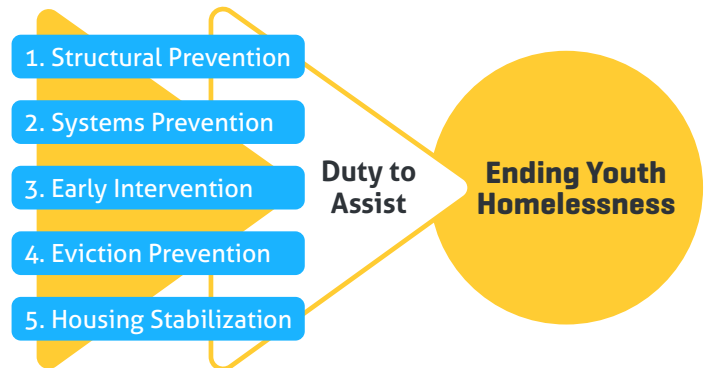 1. Structural Prevention
2. Systems Prevention
3. Early Intervention
4. Eviction Prevention
5. Housing Stabilization
Duty to
Assist
Ending Youth
Homelessness